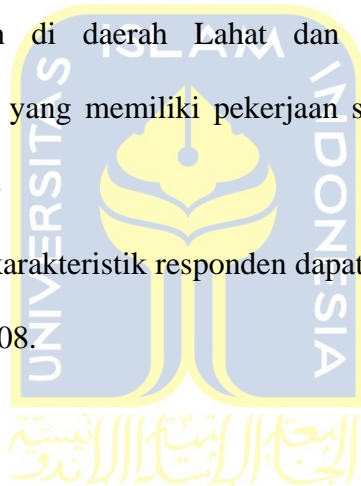 di daerah Lahat dan
yang memiliki pekerjaan s
karakteristik responden dapat
08.
UNIVERSITAS ISLAM INDONESIA